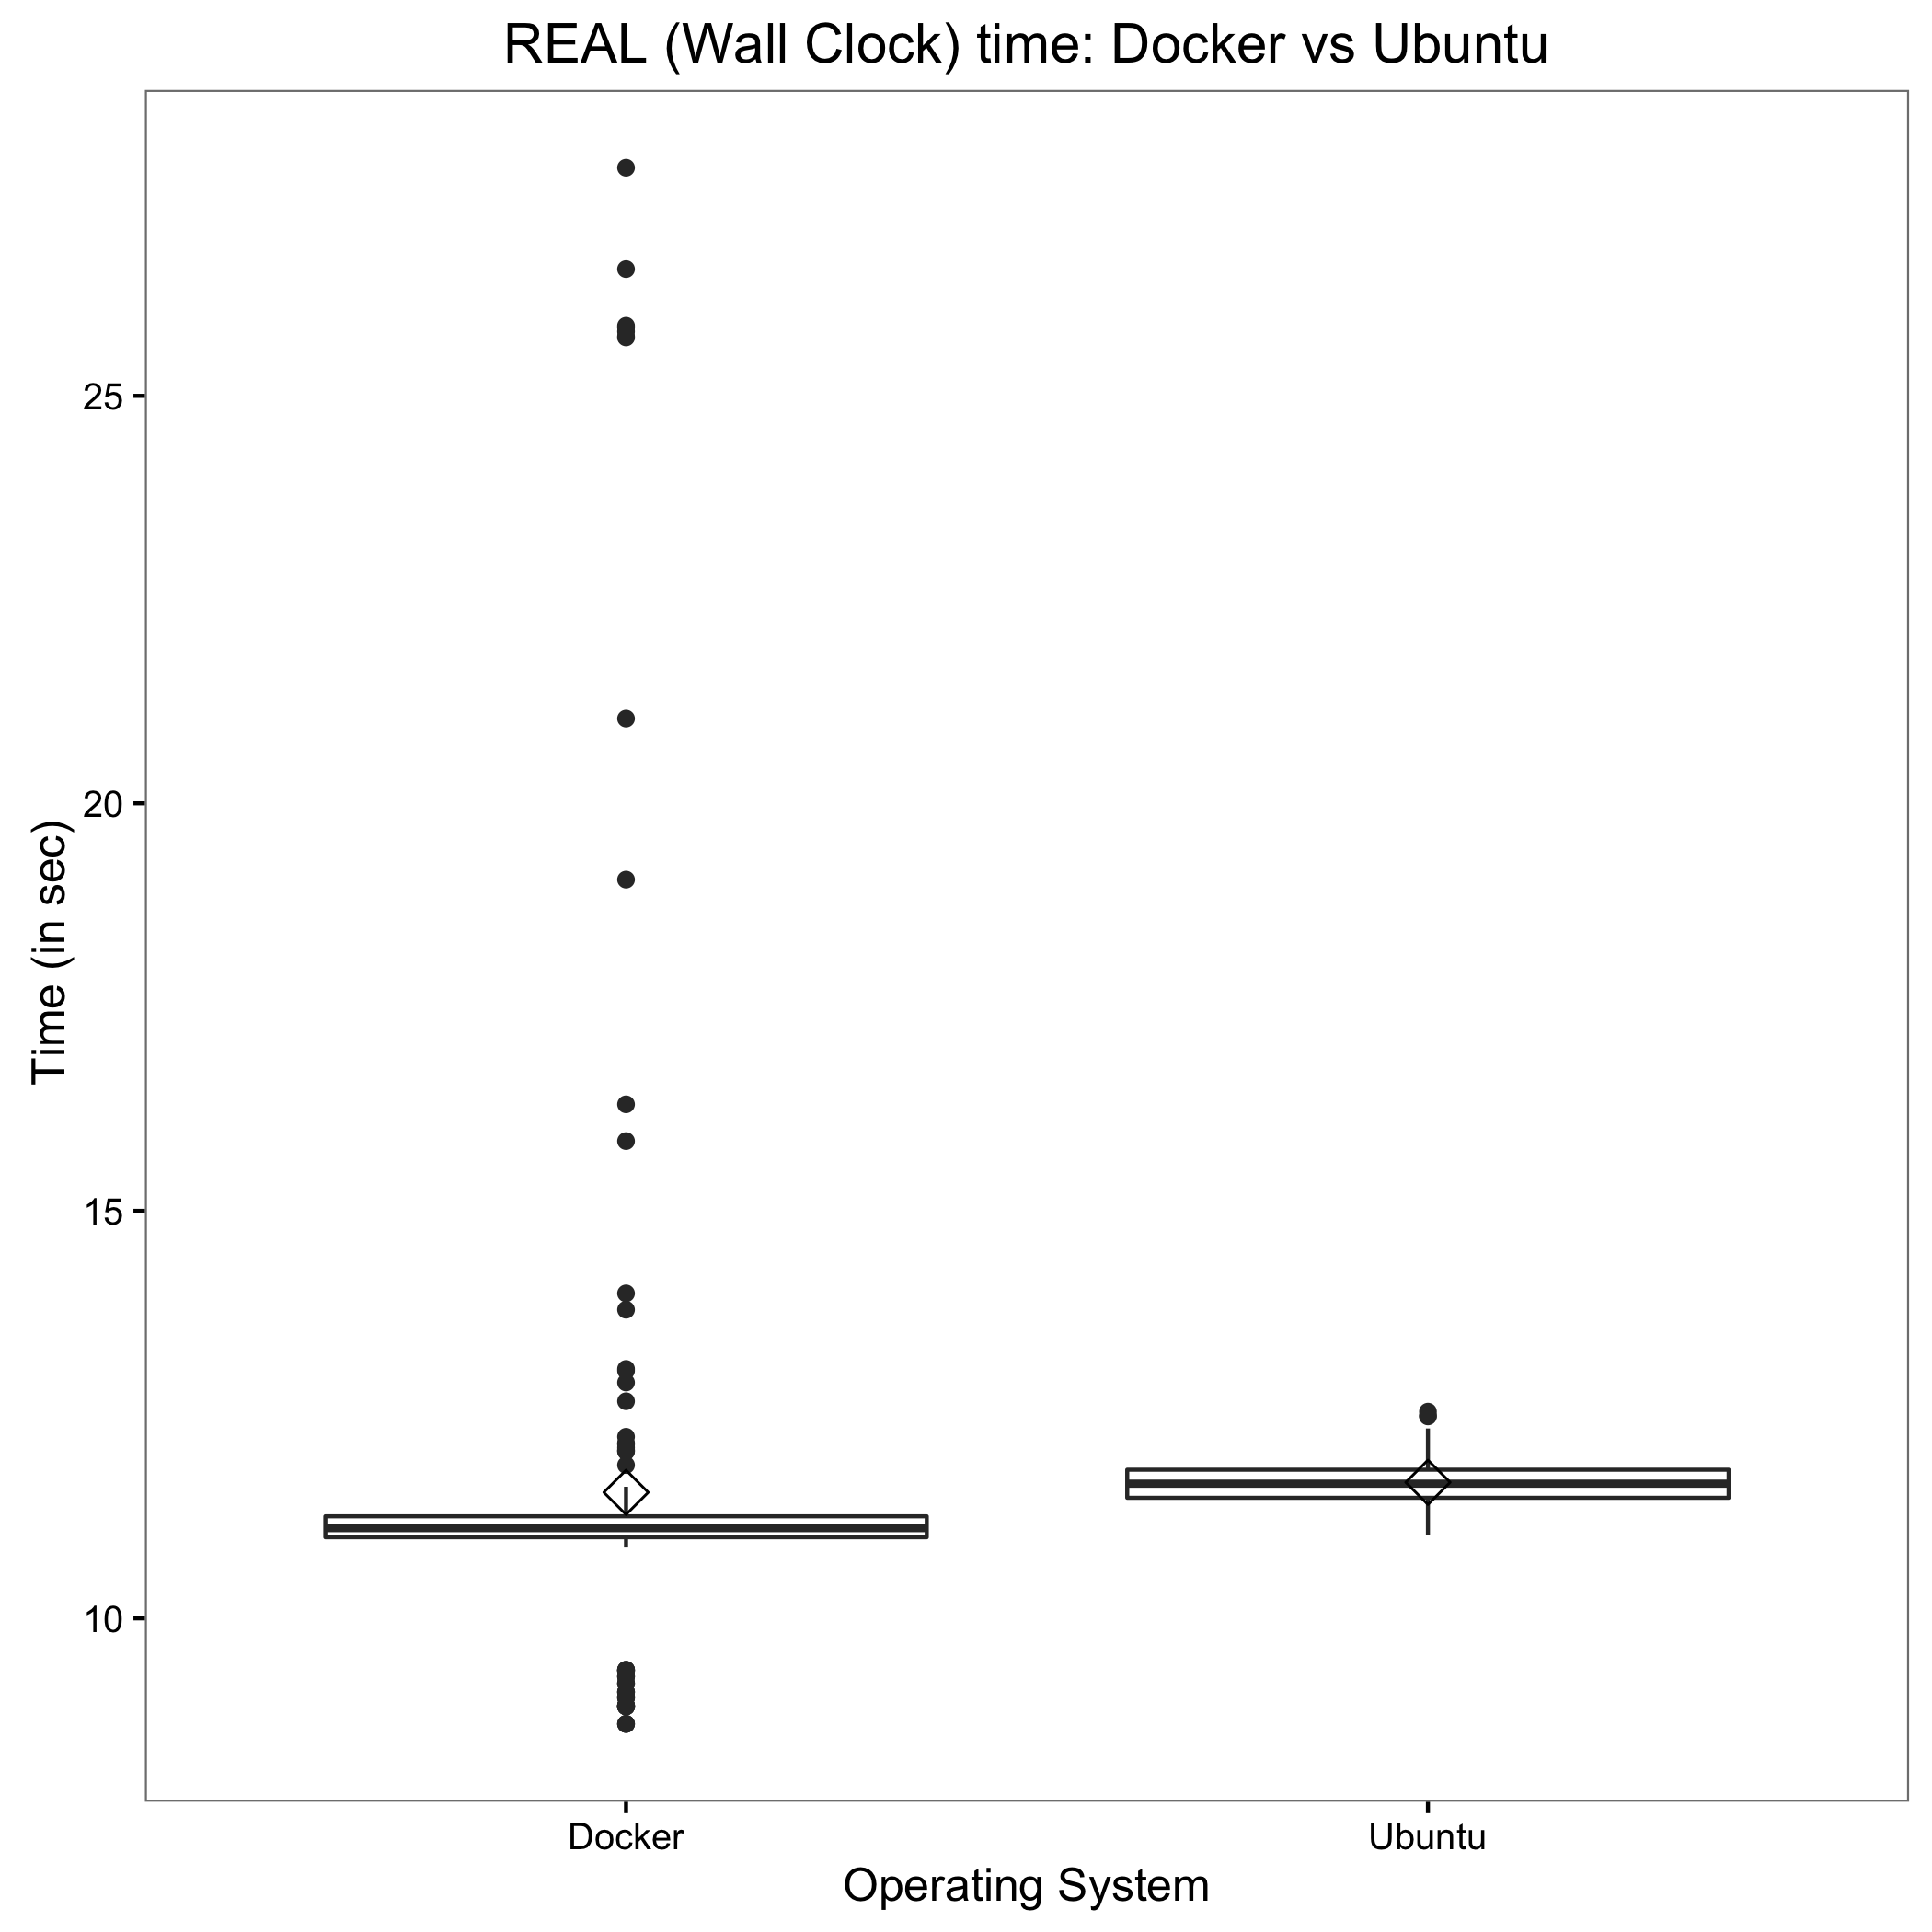 REAL (Wall Clock) time: Docker vs Ubuntu
Time (in sec)
25
20
15
10
Docker
Ubuntu
Operating System